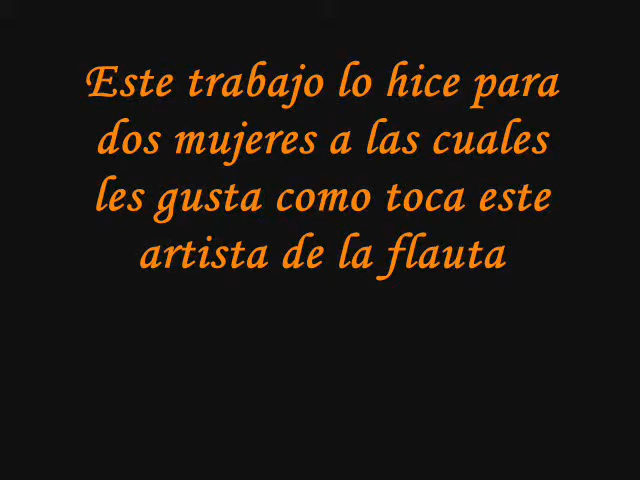 Este trabajo lo hice para
dos mujeres a las cuales
les gusta como toca este
artista de la flauta